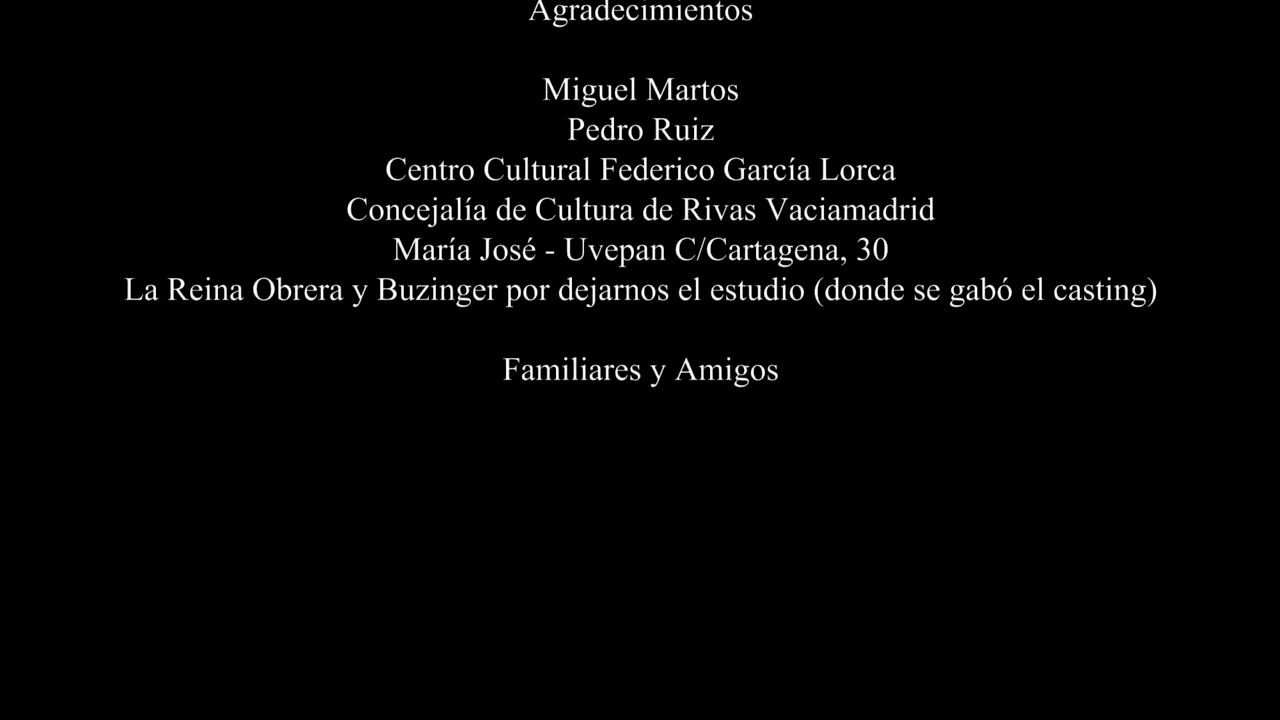 Agradecimientos
Miguel Martos
Pedro Ruiz
Centro Cultural Federico García Lorca
Concejalía de Cultura de Rivas Vaciamadrid
María José - Uvepan C/Cartagena, 30
La Reina Obrera y Buzinger por dejarnos el estudio (donde se gabó el casting)
Familiares y Amigos